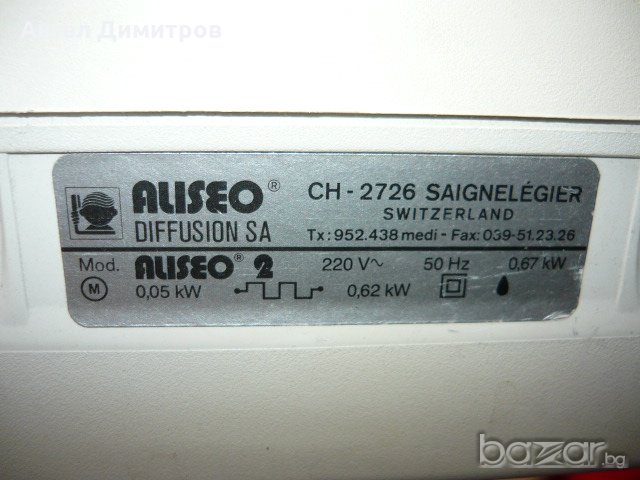 Ангел Димитров
ALISEO® CH - 2726 SAIGNELÉGIER
DIFFUSION SA SWITZERLAND
Tx: 952.438 medi - Fax: 039-51.23.26
Mod. ALISEO® 2 220 V~ 50 Hz 0,67 kW
M 0,05 kW 0,62 kW
bazar.bg